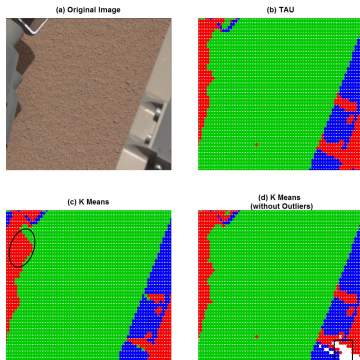 (a) Original Image
(b) TAU
(c) K Means
(d) K Means
(without Outliers)